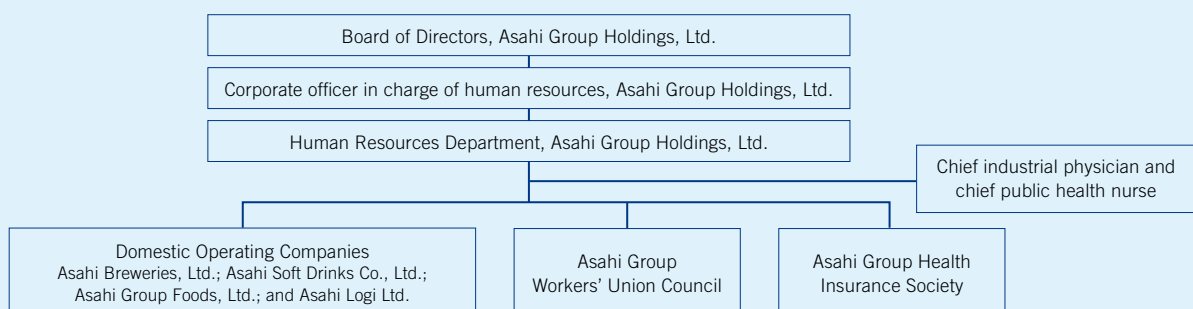 Board of Directors, Asahi Group Holdings, Ltd.
Corporate officer in charge of human resources, Asahi Group Holdings, Ltd.
Human Resources Department, Asahi Group Holdings, Ltd.
Chief industrial physician and
chief public health nurse
Domestic Operating Companies
Asahi Breweries, Ltd.; Asahi Soft Drinks Co., Ltd.;
Asahi Group Foods, Ltd.; and Asahi Logi Ltd.
Asahi Group
Workers’ Union Council
Asahi Group Health
Insurance Society